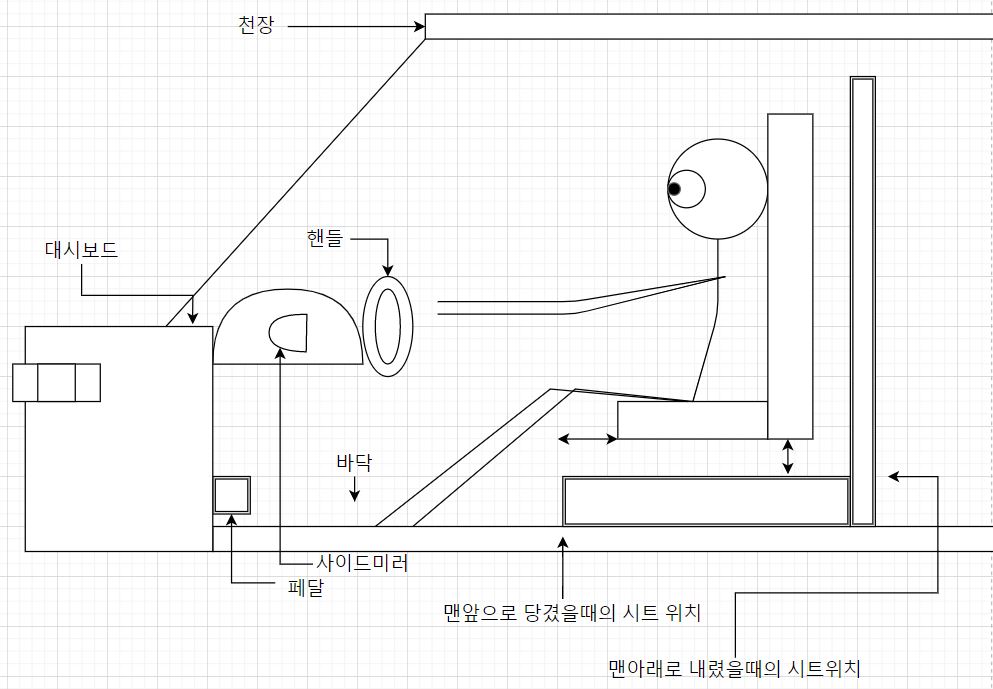 천장
핸들
대시보드
바닥
사이드미러
페달
맨앞으로 당겼을때의 시트 위치
맨아래로 내렸을때의 시트위치